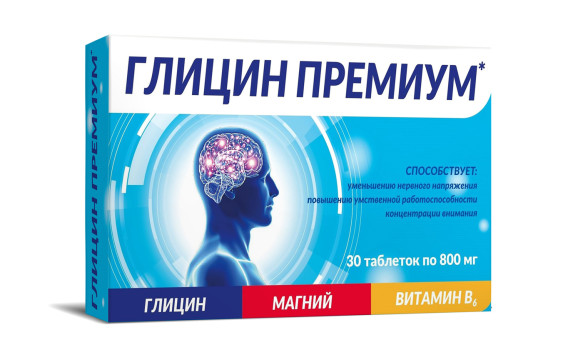 ГЛИЦИН ПРЕМИУМ*
ГЛИЦИН ПРЕМИУМ*
СПОСОБСТВУЕТ:
уменьшению нервного напряжения
повышению умственной работоспособности
концентрации внимания
30 таблеток по 800 мг
ГЛИЦИН
МАГНИЙ
ВИТАМИН B₆